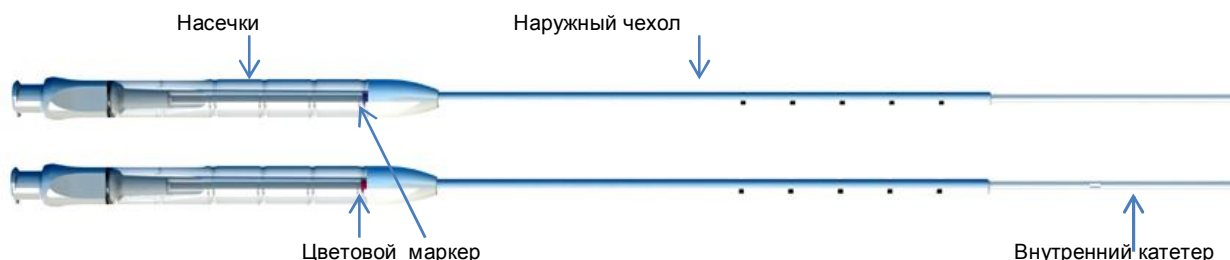 Насечки
Наружный чехол
Цветовой маркер
Внутренний катетер